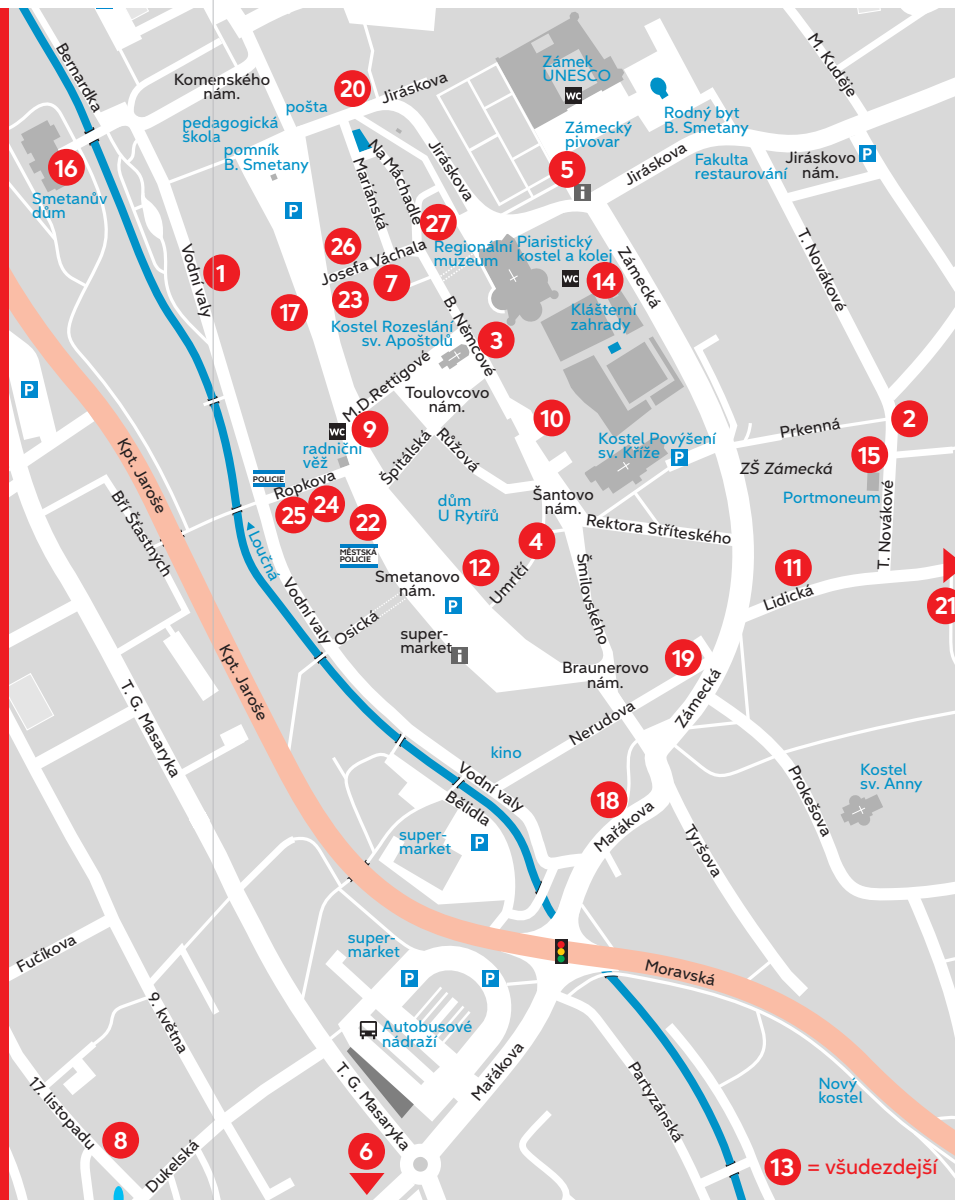 Bernardka
Komenského
nám.
20
Jiráskova
Zámek
UNESCO
WC
M. Kuděje
pošta
pedagogická
škola
pomník
B. Smetany
Rodný byt
B. Smetany
Zámecký
pivovar
16
Smetanův
dům
Na Máchadle
Mariánská
Jiráskova
5
i
Jiráskova
Fakulta
restaurování
Jiráskovo
nám.
P
P
27
26
Josefa Váchala
Regionální
muzeum
Piaristický
kostel a kolej
WC
14
Zámecká
T. Novákové
Vodní valy
1
7
23
17
Kostel Rozeslání
sv. Apoštolů
B. Němcové
3
Klášterní
zahrady
P
M.D.Rettigové
Toulovcovo
nám.
WC
9
radniční
věž
Špitálská
Růžová
10
Kostel Povýšení
sv. Kříže
P
Prkenná
2
15
ZŠ Zámecká
Portmoneum
T. Novákové
Kpt. Jaroše
Bří Šťastných
POLICIE
Ropkova
25
24
22
MĚSTSKÁ
POLICIE
dům
U Rytířů
Šantovo
nám.
Rektora Stříteského
4
12
Umrlčí
Loučná
Smetanovo
nám.
P
Šmilovského
11
Lidická
21
Vodní valy
Osická
super-
market
i
Braunerovo
nám.
19
Zámecká
Kpt. Jaroše
T. G. Masaryka
Nerudova
kino
Vodní valy
Bělidla
18
Mařákova
Prokešova
Kostel
sv. Anny
super-
market
P
Tyršova
Fučíkova
super-
market
P
P
Moravská
9. května
Autobusové
nádraží
T. G. Masaryka
Mařákova
Partyzánská
Nový
kostel
17. listopadu
8
Dukelská
6
13 = všudezdejší